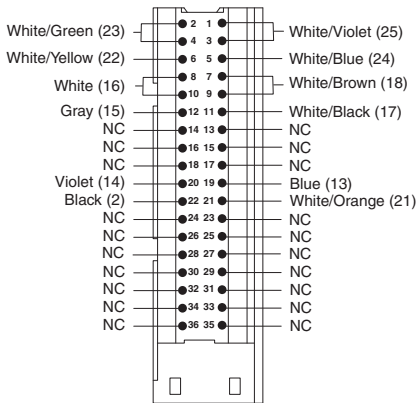 White/Green (23) 2 1 White/Violet (25)
4 3
White/Yellow (22) 6 5 White/Blue (24)
8 7 White/Brown (18)
White (16) 10 9
Gray (15) 12 11 White/Black (17)
NC 14 13 NC
NC 16 15 NC
NC 18 17 NC
Violet (14) 20 19 Blue (13)
Black (2) 22 21 White/Orange (21)
NC 24 23 NC
NC 26 25 NC
NC 28 27 NC
NC 30 29 NC
NC 32 31 NC
NC 34 33 NC
NC 36 35 NC